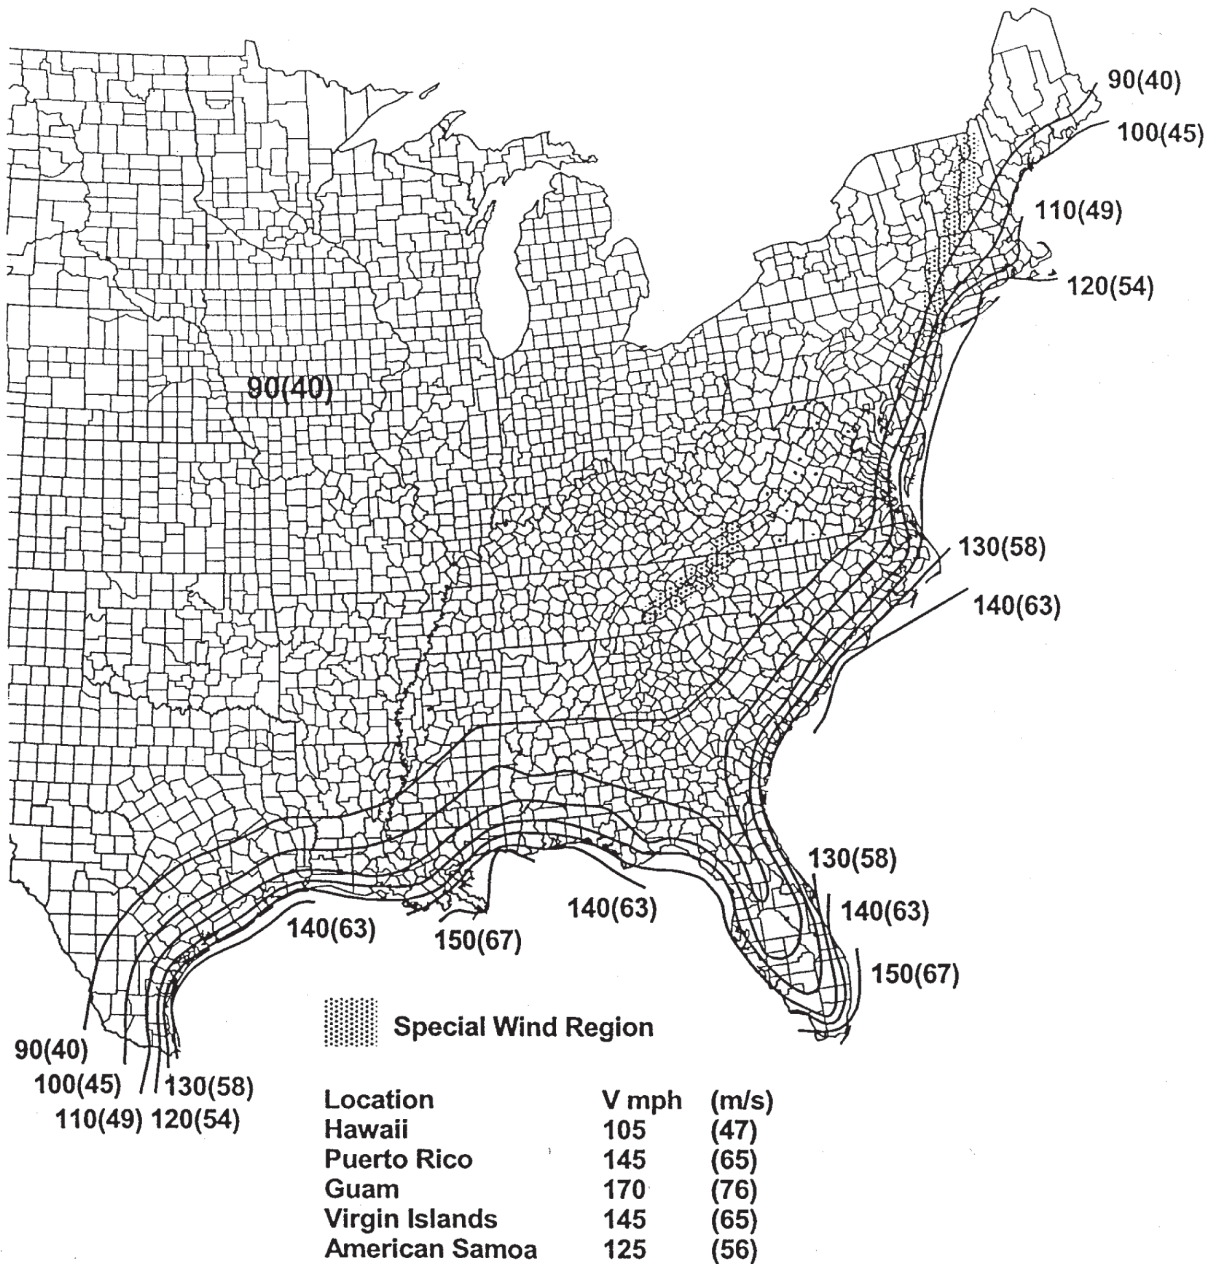 90(40)
100(45)
110(49)
120(54)
90(40)
130(58)
140(63)
130(58)
140(63)
140(63)
140(63)
150(67)
150(67)
Special Wind Region
90(40)
100(45) 130(58)
110(49) 120(54)
Location V mph (m/s)
Hawaii 105 (47)
Puerto Rico 145 (65)
Guam 170 (76)
Virgin Islands 145 (65)
American Samoa 125 (56)